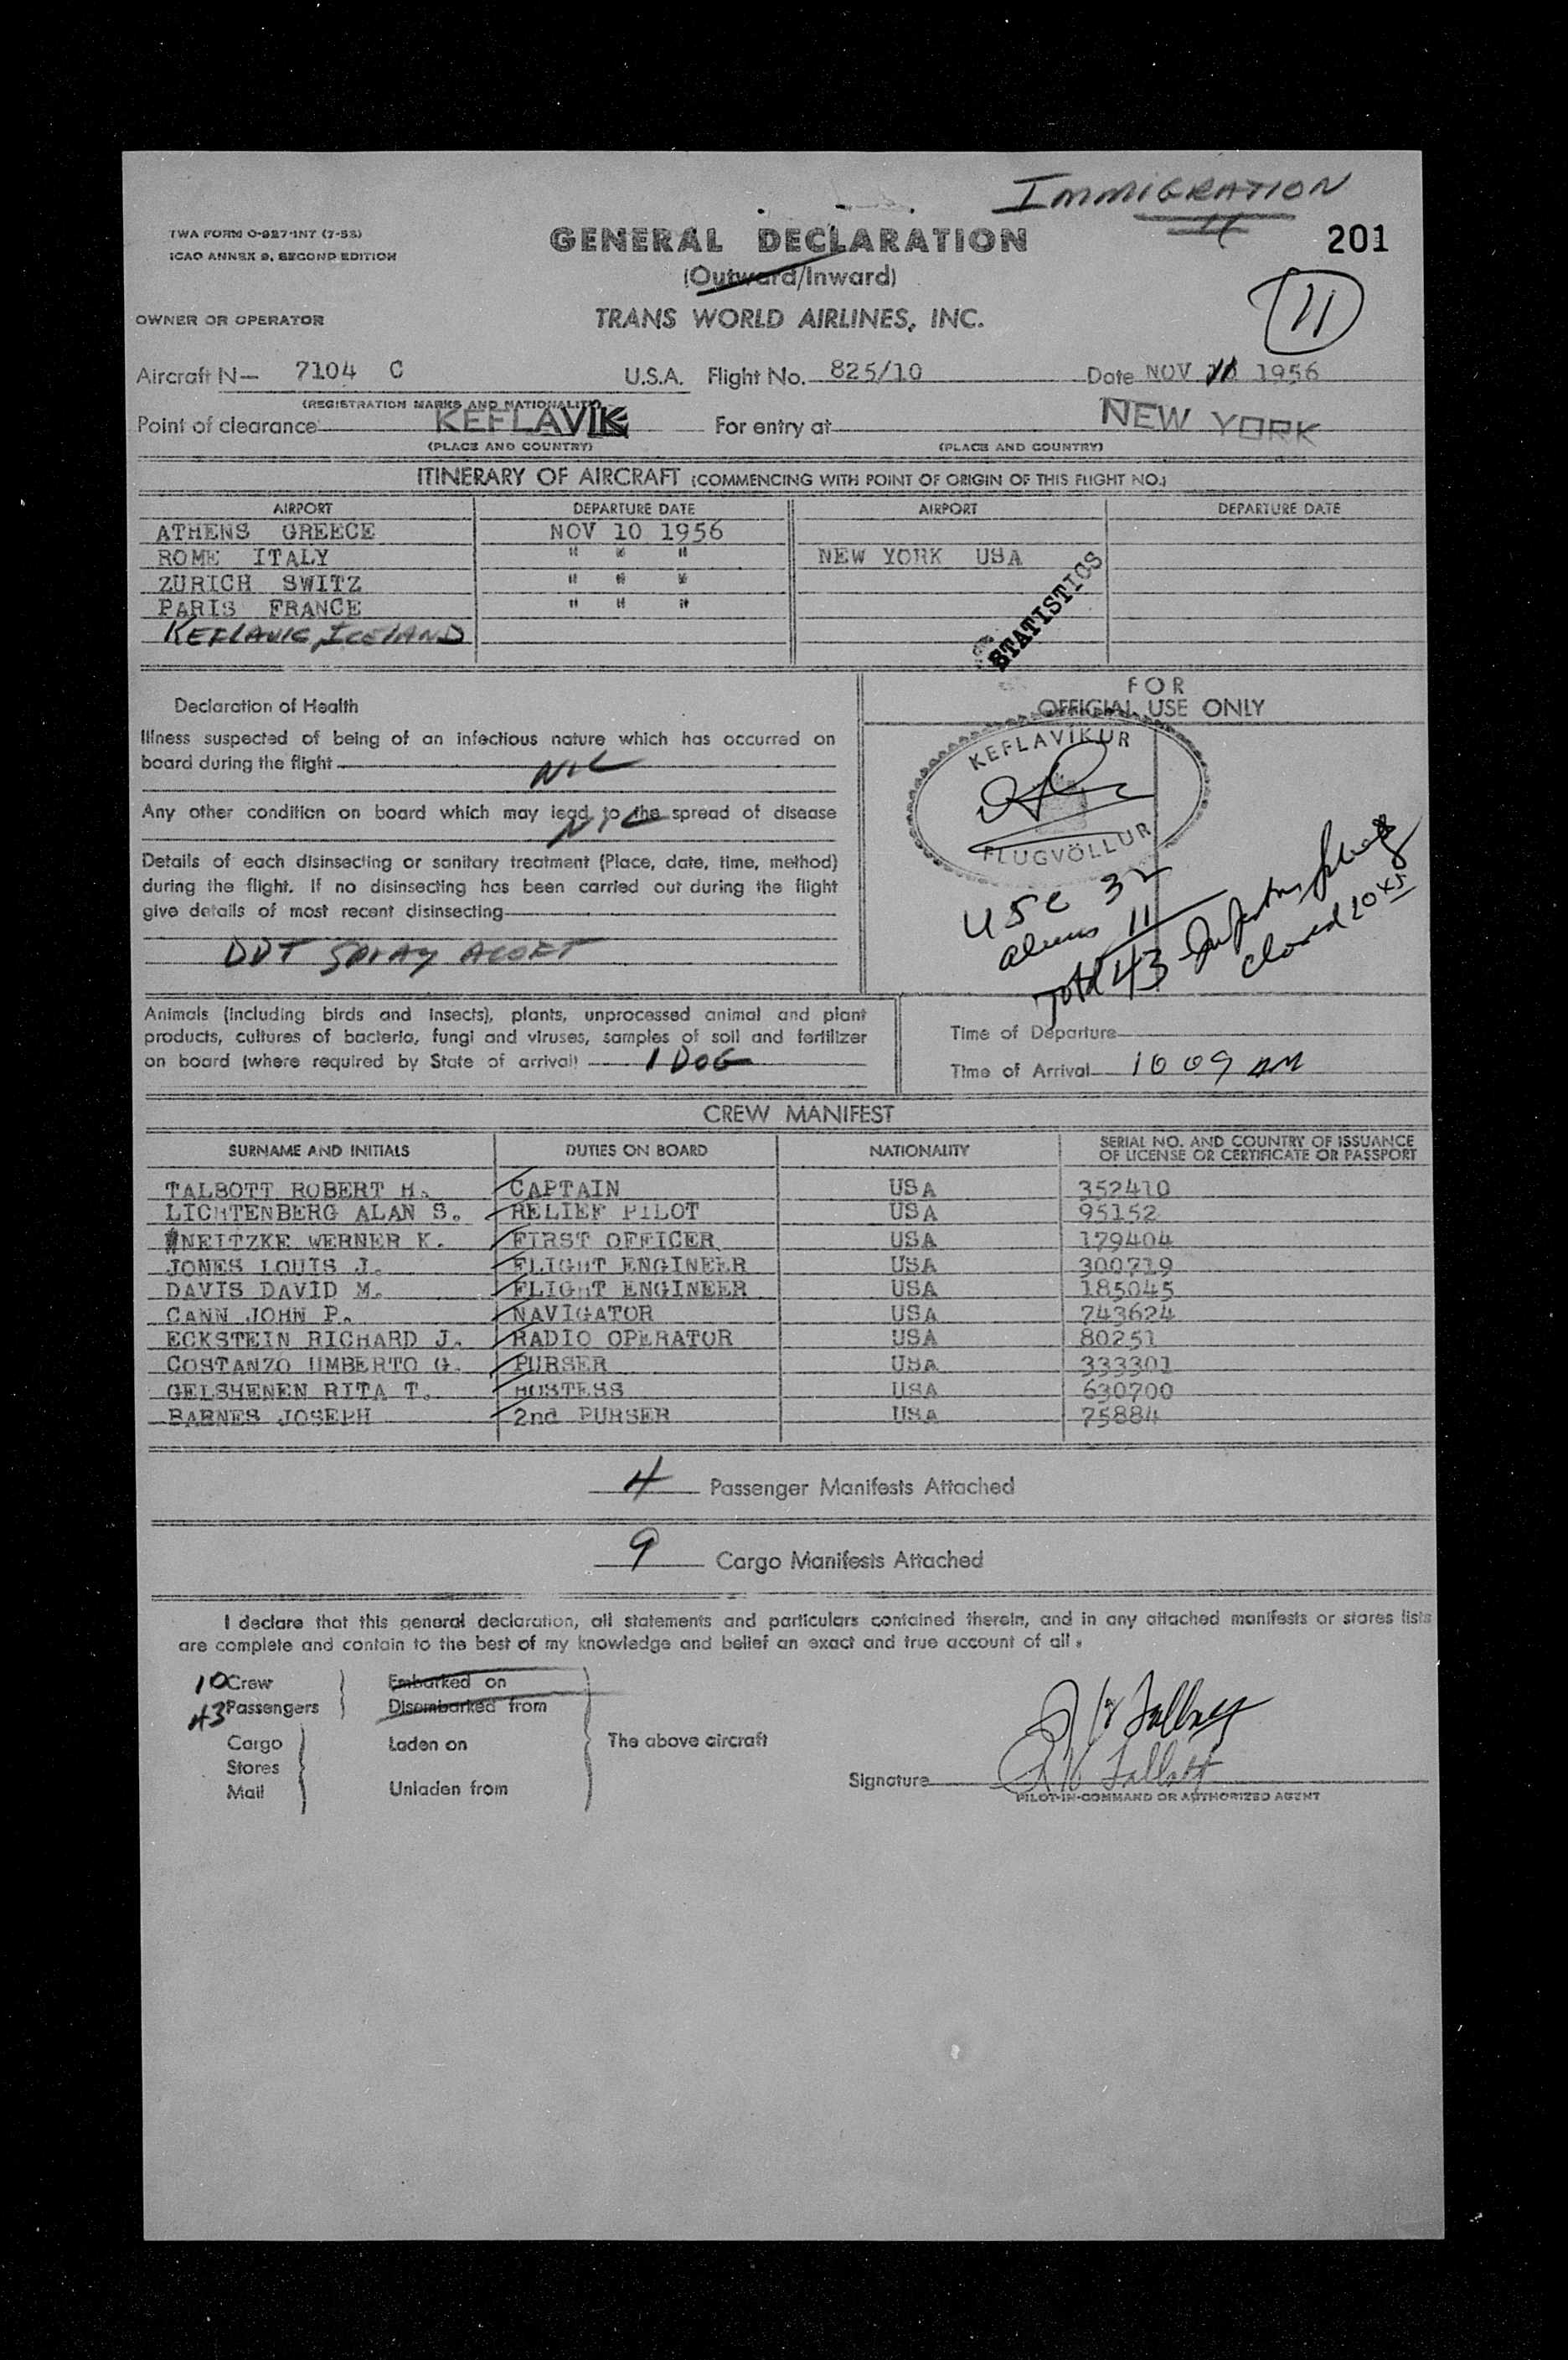 IMMIGRATION
TWA FORM O-927-INT (7-53)
ICAO ANNEX 9, SECOND EDITION
GENERAL DECLARATION
201
(Outward/Inward)
11
OWNER OR OPERATOR
TRANS WORLD AIRLINES, INC.
Aircraft N— 7104 C U.S.A. Flight No. 825/10 Date NOV 11 1956
(REGISTRATION MARKS AND NATIONALITY)
Point of clearance KEFLAVIK For entry at NEW YORK
(PLACE AND COUNTRY) (PLACE AND COUNTRY)
ITINERARY OF AIRCRAFT (COMMENCING WITH POINT OF ORIGIN OF THIS FLIGHT NO.)
AIRPORT DEPARTURE DATE AIRPORT DEPARTURE DATE
ATHENS GREECE NOV 10 1956
ROME ITALY " " " NEW YORK USA
ZURICH SWITZ " " "
PARIS FRANCE " " "
KEFLAVIC, ICELAND
STATISTICS
Declaration of Health
FOR
OFFICIAL USE ONLY
Illness suspected of being of an infectious nature which has occurred on
board during the flight NIL
Any other condition on board which may lead to the spread of disease
NIL
Details of each disinsecting or sanitary treatment (Place, date, time, method)
during the flight. If no disinsecting has been carried out during the flight
give details of most recent disinsecting
DDT SPRAY ALOFT
KEFLAVÍKUR
FLUGVÖLLUR
USC 32
aliens 11
Total 43
closed 10 45
Animals (including birds and insects), plants, unprocessed animal and plant
products, cultures of bacteria, fungi and viruses, samples of soil and fertilizer
on board (where required by State of arrival) 1 DOG
Time of Departure
Time of Arrival 10 09 AM
CREW MANIFEST
SURNAME AND INITIALS DUTIES ON BOARD NATIONALITY SERIAL NO. AND COUNTRY OF ISSUANCE OF LICENSE OR CERTIFICATE OR PASSPORT
TALBOTT ROBERT H. CAPTAIN USA 352410
LICHTENBERG ALAN S. RELIEF PILOT USA 95152
NEITZKE WERNER K. FIRST OFFICER USA 179404
JONES LOUIS J. FLIGHT ENGINEER USA 300719
DAVIS DAVID M. FLIGHT ENGINEER USA 185045
CANN JOHN P. NAVIGATOR USA 743624
ECKSTEIN RICHARD J. RADIO OPERATOR USA 80251
COSTANZO UMBERTO G. PURSER USA 333301
GELSHENEN RITA T. HOSTESS USA 630700
BARNES JOSEPH 2nd PURSER USA 75884
4 Passenger Manifests Attached
9 Cargo Manifests Attached
I declare that this general declaration, all statements and particulars contained therein, and in any attached manifests or stores lists
are complete and contain to the best of my knowledge and belief an exact and true account of all.
10 Crew Embarked on
43 Passengers Disembarked from
Cargo Laden on The above aircraft
Stores
Mail Unladen from
R H Talbott
Signature R H Talbott
PILOT-IN-COMMAND OR AUTHORIZED AGENT